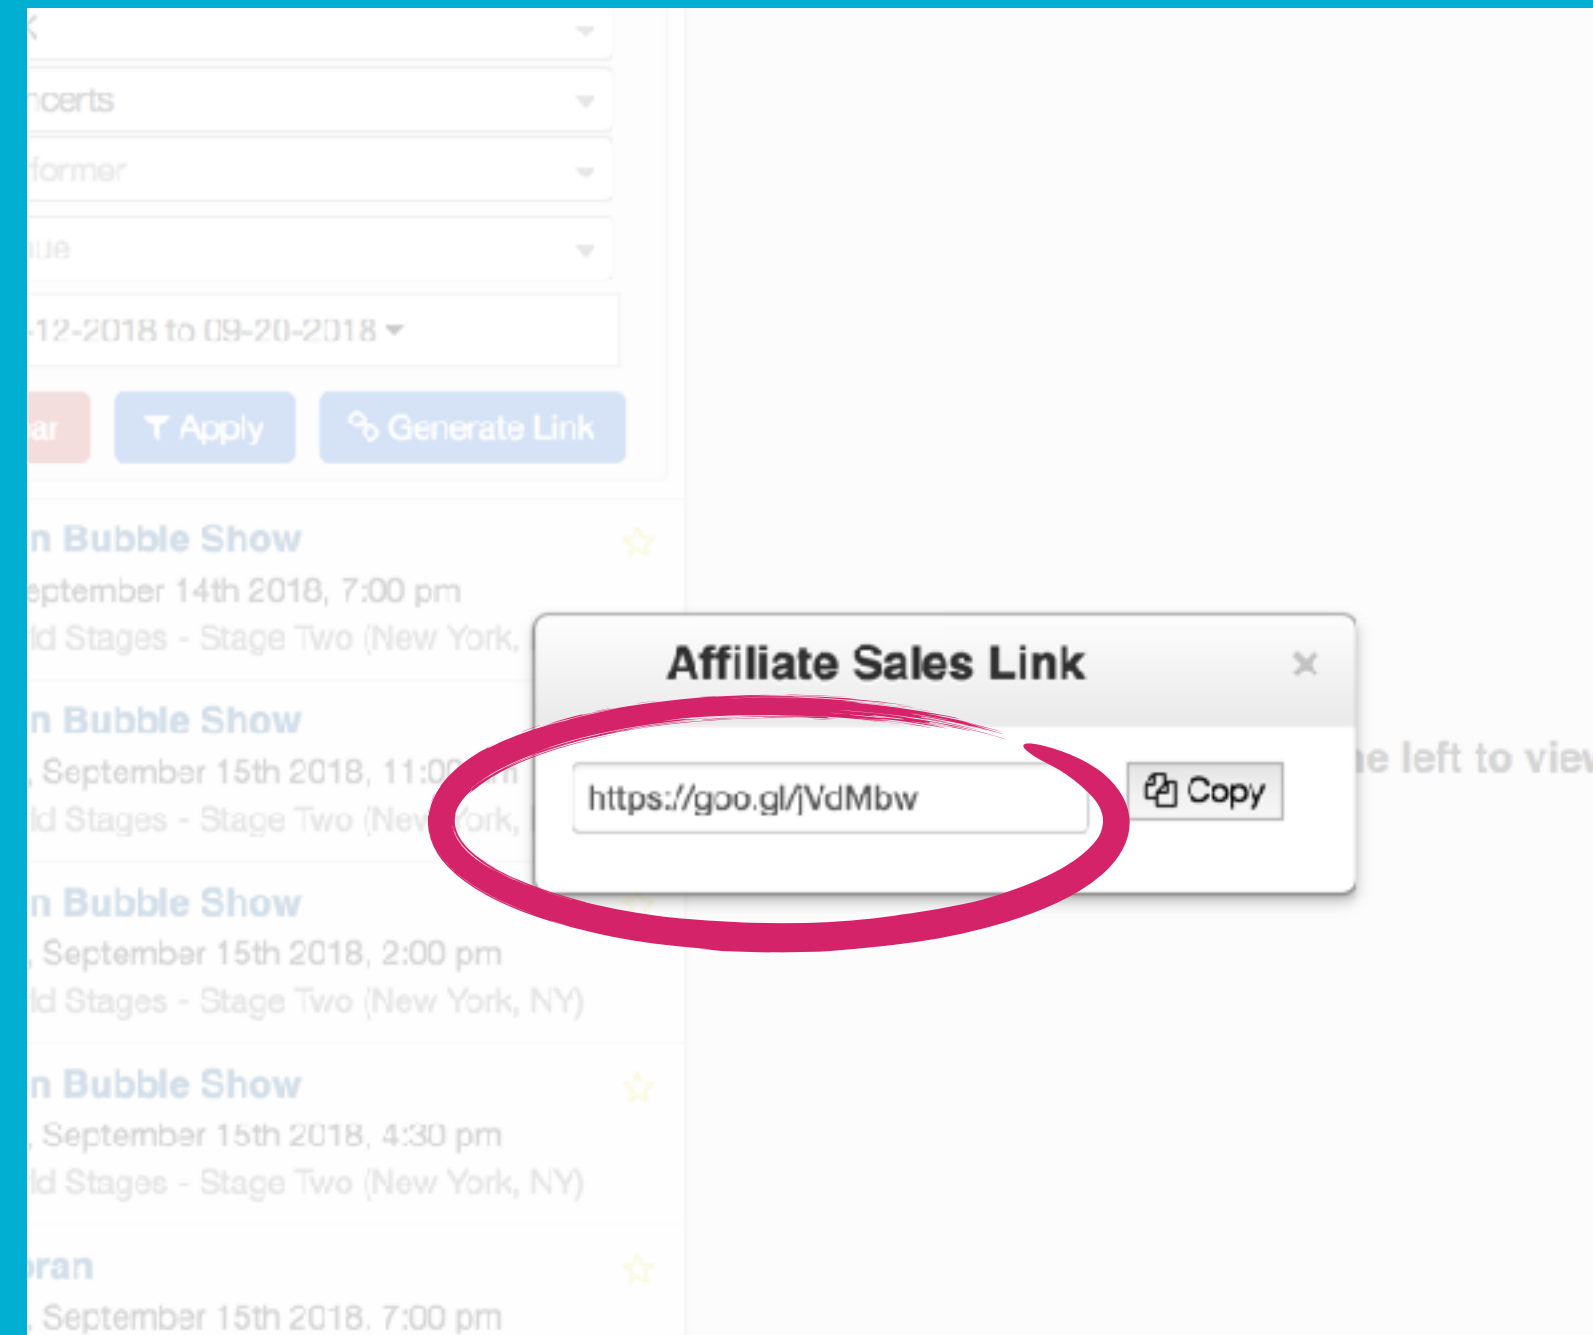 ncerts
former
nue
-12-2018 to 09-20-2018
ar
Apply
Generate Link
n Bubble Show
eptember 14th 2018, 7:00 pm
ld Stages - Stage Two (New York,
n Bubble Show
, September 15th 2018, 11:00
ld Stages - Stage Two (New York,
n Bubble Show
, September 15th 2018, 2:00 pm
ld Stages - Stage Two (New York, NY)
n Bubble Show
, September 15th 2018, 4:30 pm
ld Stages - Stage Two (New York, NY)
oran
, September 15th 2018, 7:00 pm
Affiliate Sales Link
×
https://goo.gl/jVdMbw
Copy
e left to view